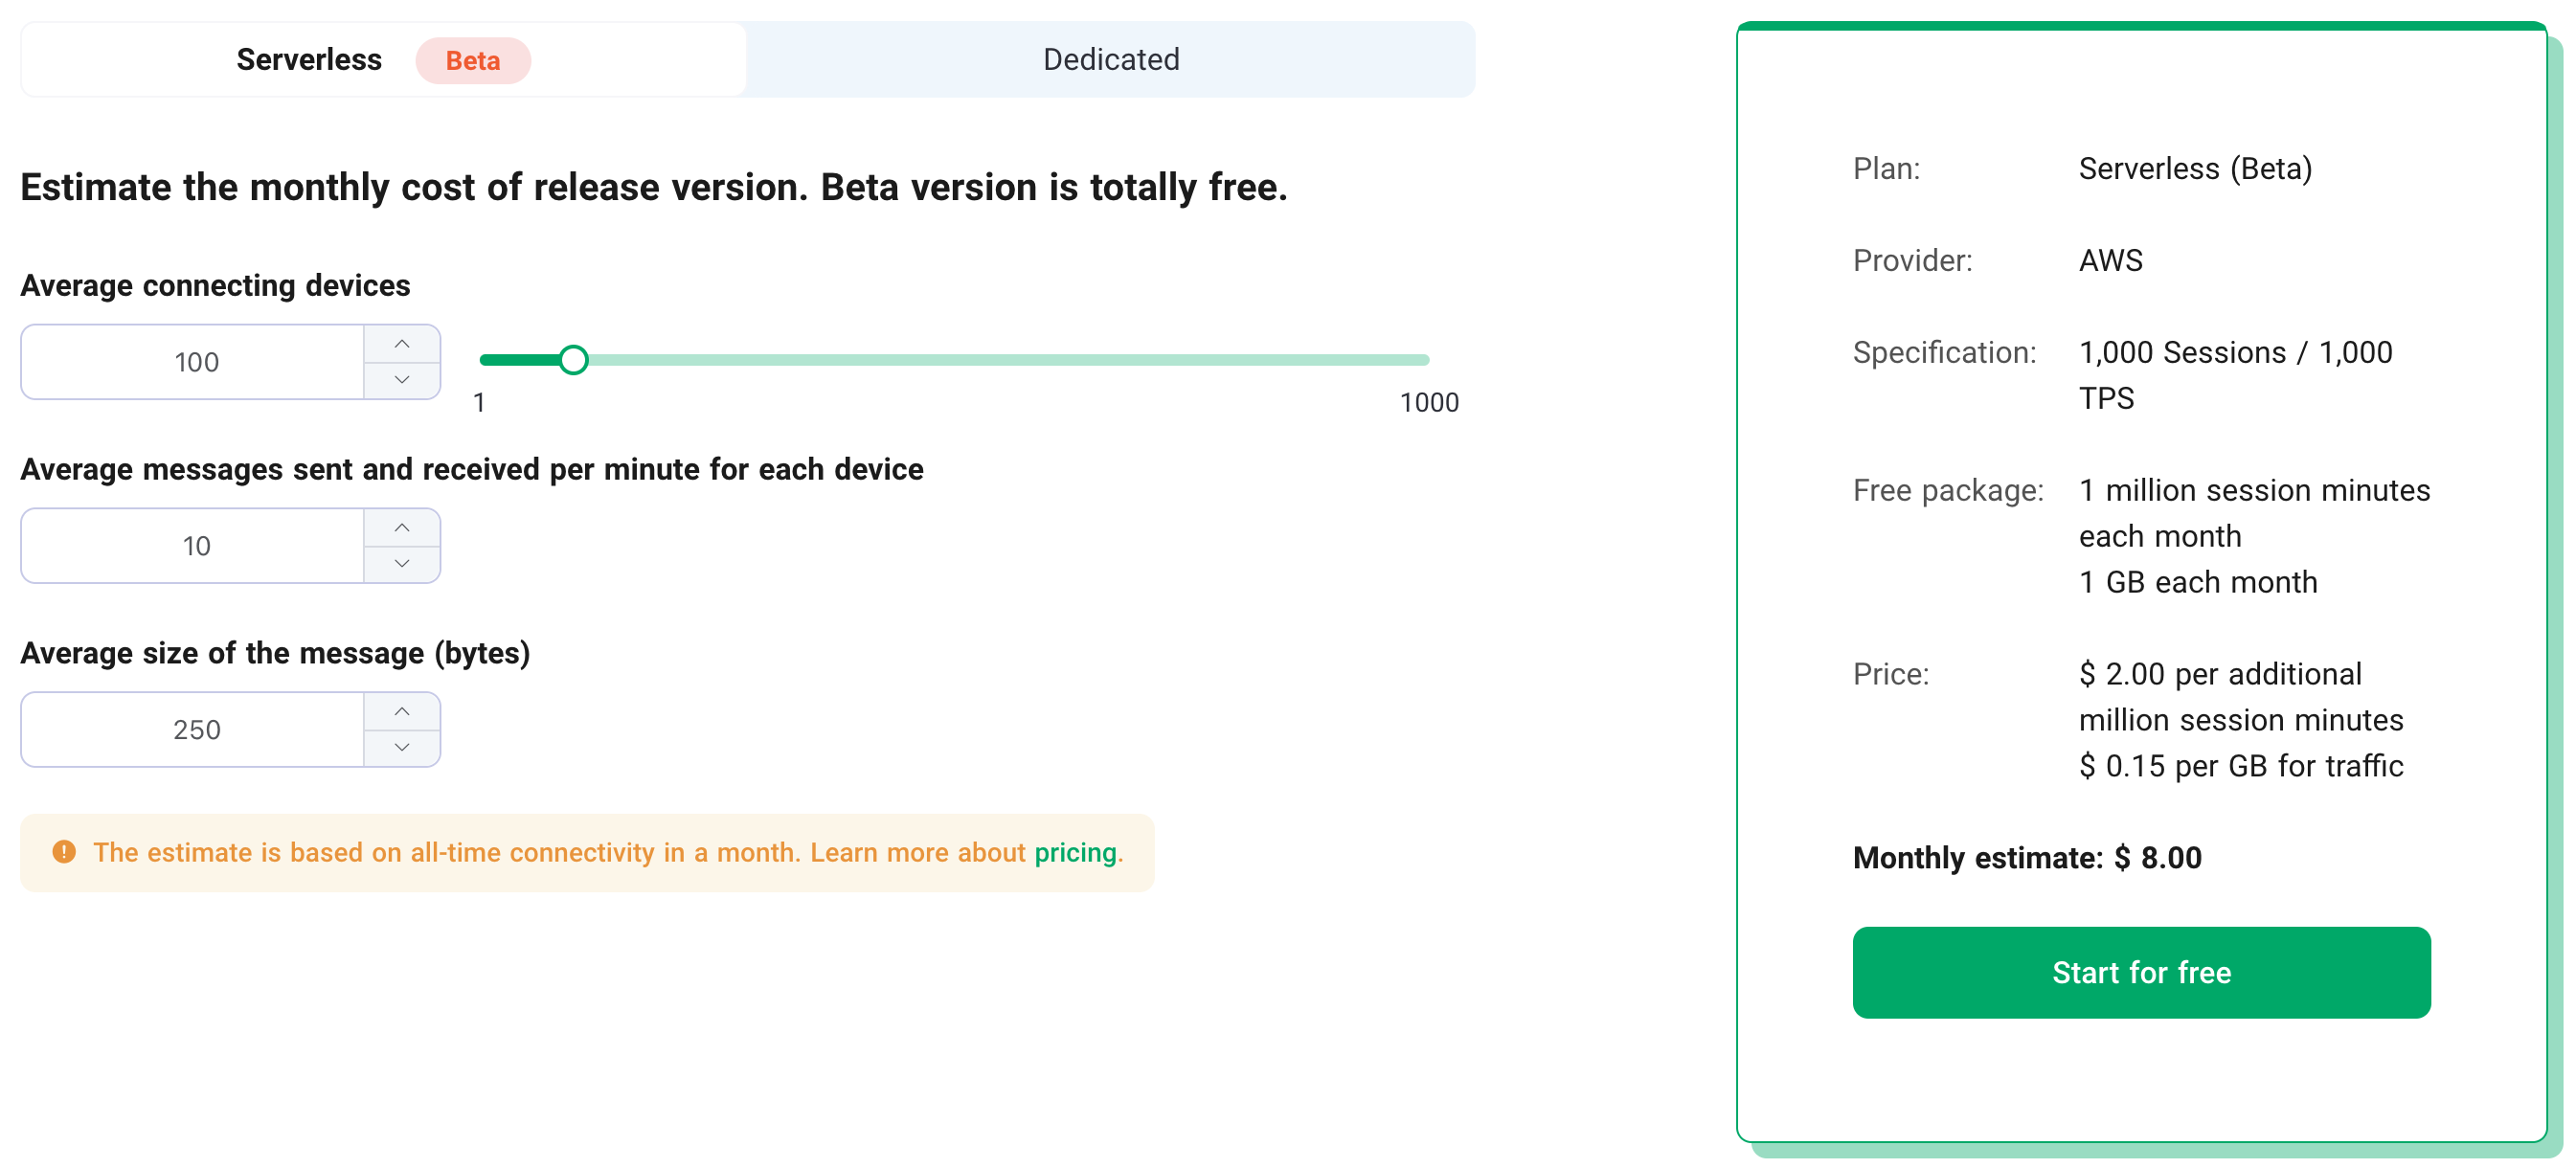 Serverless Beta
Dedicated
Estimate the monthly cost of release version. Beta version is totally free.
Average connecting devices
100
1
1000
Average messages sent and received per minute for each device
10
Average size of the message (bytes)
250
The estimate is based on all-time connectivity in a month. Learn more about pricing.
Plan: Serverless (Beta)
Provider: AWS
Specification: 1,000 Sessions / 1,000
TPS
Free package: 1 million session minutes
each month
1 GB each month
Price: $ 2.00 per additional
million session minutes
$ 0.15 per GB for traffic
Monthly estimate: $ 8.00
Start for free